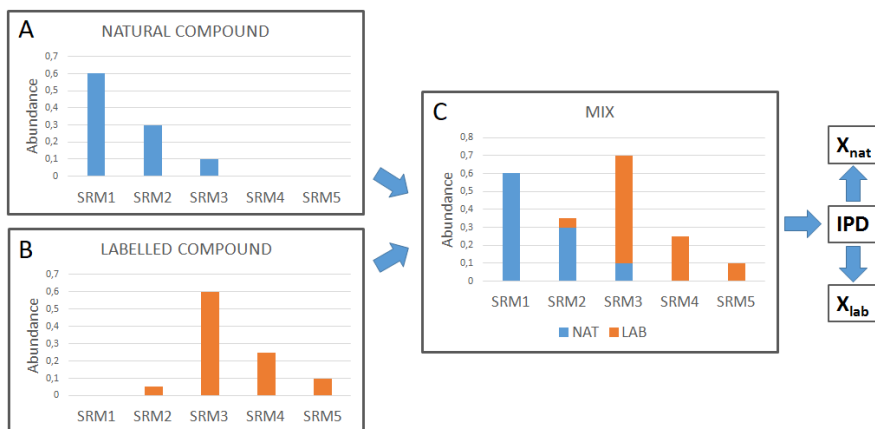 A
NATURAL COMPOUND
Abundance
0,7
0,6
0,5
0,4
0,3
0,2
0,1
0
SRM1 SRM2 SRM3 SRM4 SRM5
B
LABELLED COMPOUND
Abundance
0,7
0,6
0,5
0,4
0,3
0,2
0,1
0
SRM1 SRM2 SRM3 SRM4 SRM5
C
MIX
Abundance
0,8
0,7
0,6
0,5
0,4
0,3
0,2
0,1
0
SRM1 SRM2 SRM3 SRM4 SRM5
NAT LAB
Xnat
IPD
Xlab